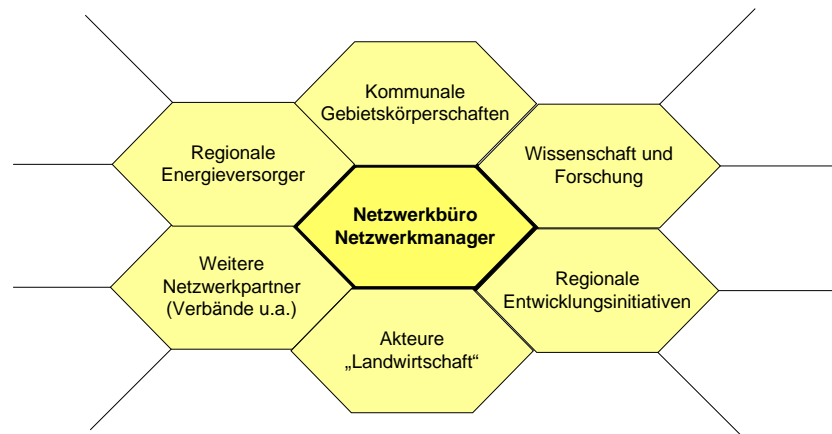 Kommunale
Gebietskörperschaften
Regionale
Energieversorger
Wissenschaft und
Forschung
Netzwerkbüro
Netzwerkmanager
Weitere
Netzwerkpartner
(Verbände u.a.)
Regionale
Entwicklungsinitiativen
Akteure
„Landwirtschaft“